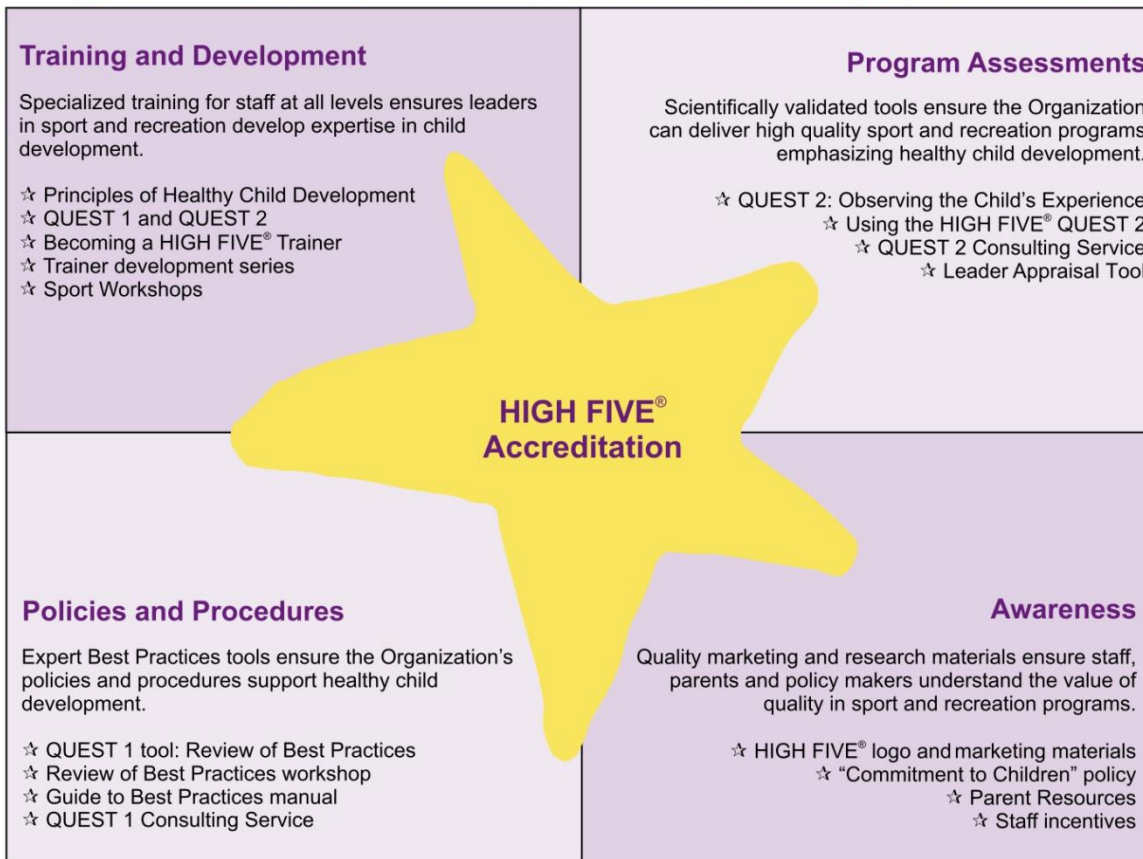 Training and Development
Specialized training for staff at all levels ensures leaders
in sport and recreation develop expertise in child
development.
☆ Principles of Healthy Child Development
☆ QUEST 1 and QUEST 2
☆ Becoming a HIGH FIVE® Trainer
☆ Trainer development series
☆ Sport Workshops
Program Assessments
Scientifically validated tools ensure the Organization
can deliver high quality sport and recreation programs
emphasizing healthy child development.
☆ QUEST 2: Observing the Child's Experience
☆ Using the HIGH FIVE® QUEST 2
☆ QUEST 2 Consulting Service
☆ Leader Appraisal Tool
HIGH FIVE®
Accreditation
Policies and Procedures
Expert Best Practices tools ensure the Organization's
policies and procedures support healthy child
development.
☆ QUEST 1 tool: Review of Best Practices
☆ Review of Best Practices workshop
☆ Guide to Best Practices manual
☆ QUEST 1 Consulting Service
Awareness
Quality marketing and research materials ensure staff,
parents and policy makers understand the value of
quality in sport and recreation programs.
☆ HIGH FIVE® logo and marketing materials
☆ "Commitment to Children" policy
☆ Parent Resources
☆ Staff incentives